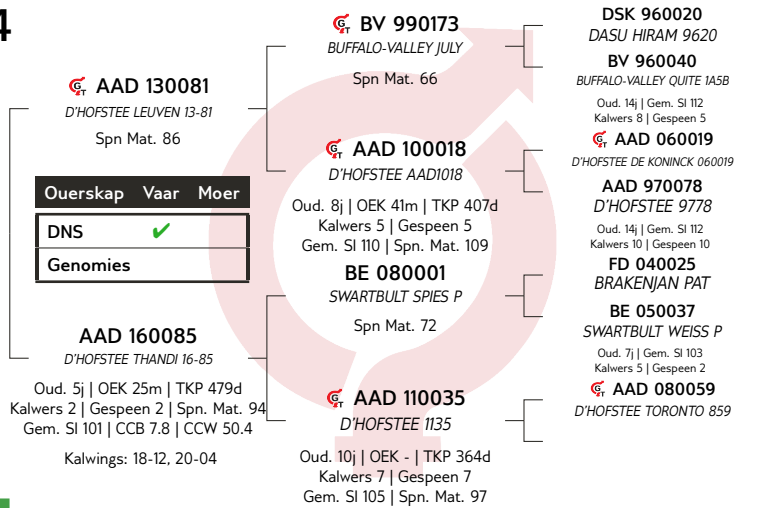 4
GT AAD 130081
D'HOFSTEE LEUVEN 13-81
Spn Mat. 86
Ouerskap Vaar Moer
DNS ✔
Genomies
AAD 160085
D'HOFSTEE THANDI 16-85
Oud. 5j | OEK 25m | TKP 479d
Kalwers 2 | Gespeen 2 | Spn. Mat. 94
Gem. SI 101 | CCB 7.8 | CCW 50.4
Kalwings: 18-12, 20-04
GT BV 990173
BUFFALO-VALLEY JULY
Spn Mat. 66
GT AAD 100018
D'HOFSTEE AAD1018
Oud. 8j | OEK 41m | TKP 407d
Kalwers 5 | Gespeen 5
Gem. SI 110 | Spn. Mat. 109
BE 080001
SWARTBULT SPIES P
Spn Mat. 72
GT AAD 110035
D'HOFSTEE 1135
Oud. 10j | OEK - | TKP 364d
Kalwers 7 | Gespeen 7
Gem. SI 105 | Spn. Mat. 97
DSK 960020
DASU HIRAM 9620
BV 960040
BUFFALO-VALLEY QUITE 1A5B
Oud. 14j | Gem. SI 112
Kalwers 8 | Gespeen 5
GT AAD 060019
D'HOFSTEE DE KONINCK 060019
AAD 970078
D'HOFSTEE 9778
Oud. 14j | Gem. SI 112
Kalwers 10 | Gespeen 10
FD 040025
BRAKENJAN PAT
BE 050037
SWARTBULT WEISS P
Oud. 7j | Gem. SI 103
Kalwers 5 | Gespeen 2
GT AAD 080059
D'HOFSTEE TORONTO 859